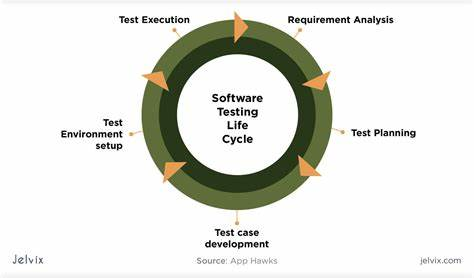 Test Execution
Requirement Analysis
Software
Testing
Life
Cycle
Test
Environment
setup
Test Planning
Test case
development
Jelvix
Source: App Hawks
jelvix.com